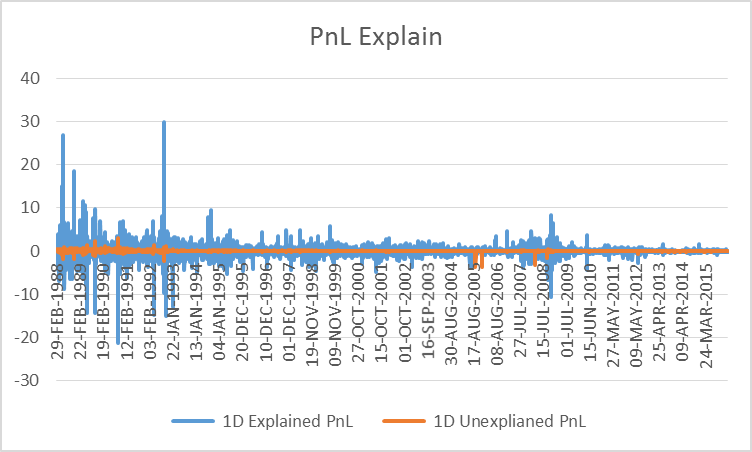 PnL Explain
40
30
20
10
0
-10
-20
-30
29-FEB-1988
22-FEB-1989
19-FEB-1990
12-FEB-1991
03-FEB-1992
22-JAN-1993
13-JAN-1994
04-JAN-1995
20-DEC-1995
10-DEC-1996
01-DEC-1997
19-NOV-1998
09-NOV-1999
27-OCT-2000
16-OCT-2001
01-OCT-2002
16-SEP-2003
30-AUG-2004
17-AUG-2005
08-AUG-2006
27-JUL-2007
15-JUL-2008
01-JUL-2009
15-JUN-2010
27-MAY-2011
09-MAY-2012
25-APR-2013
09-APR-2014
24-MAR-2015
1D Explained PnL
1D Unexplianed PnL